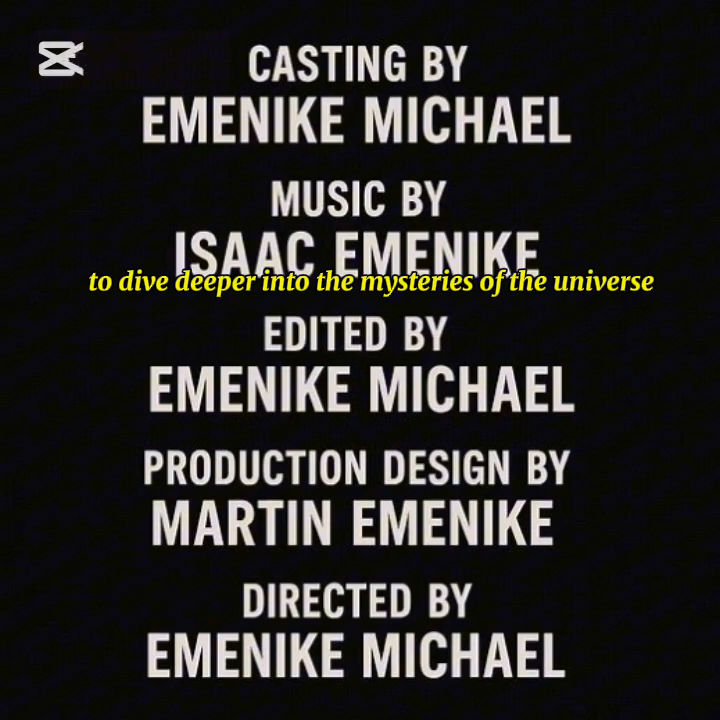 CASTING BY
EMENIKE MICHAEL
MUSIC BY
ISAAC EMENIKE
to dive deeper into the mysteries of the universe
EDITED BY
EMENIKE MICHAEL
PRODUCTION DESIGN BY
MARTIN EMENIKE
DIRECTED BY
EMENIKE MICHAEL